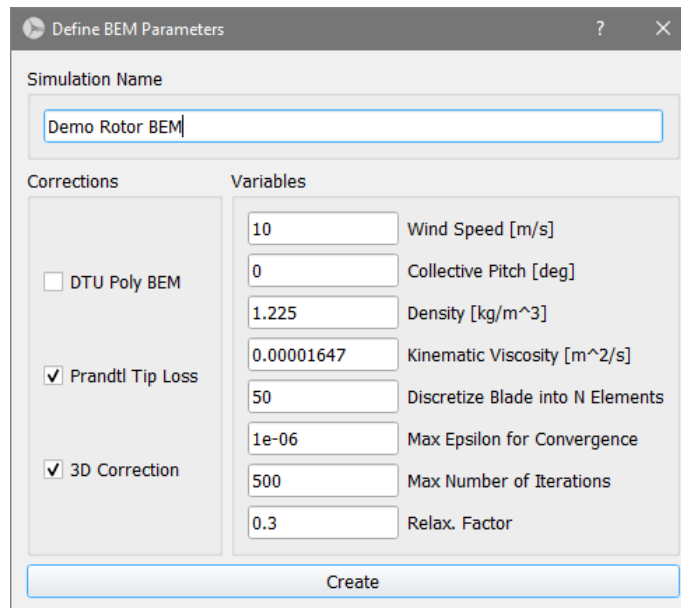 Define BEM Parameters ?
Simulation Name
Demo Rotor BEM
Corrections
Variables
DTU Poly BEM
Prandtl Tip Loss
3D Correction
10 Wind Speed [m/s]
0 Collective Pitch [deg]
1.225 Density [kg/m^3]
0.00001647 Kinematic Viscosity [m^2/s]
50 Discretize Blade into N Elements
1e-06 Max Epsilon for Convergence
500 Max Number of Iterations
0.3 Relax. Factor
Create